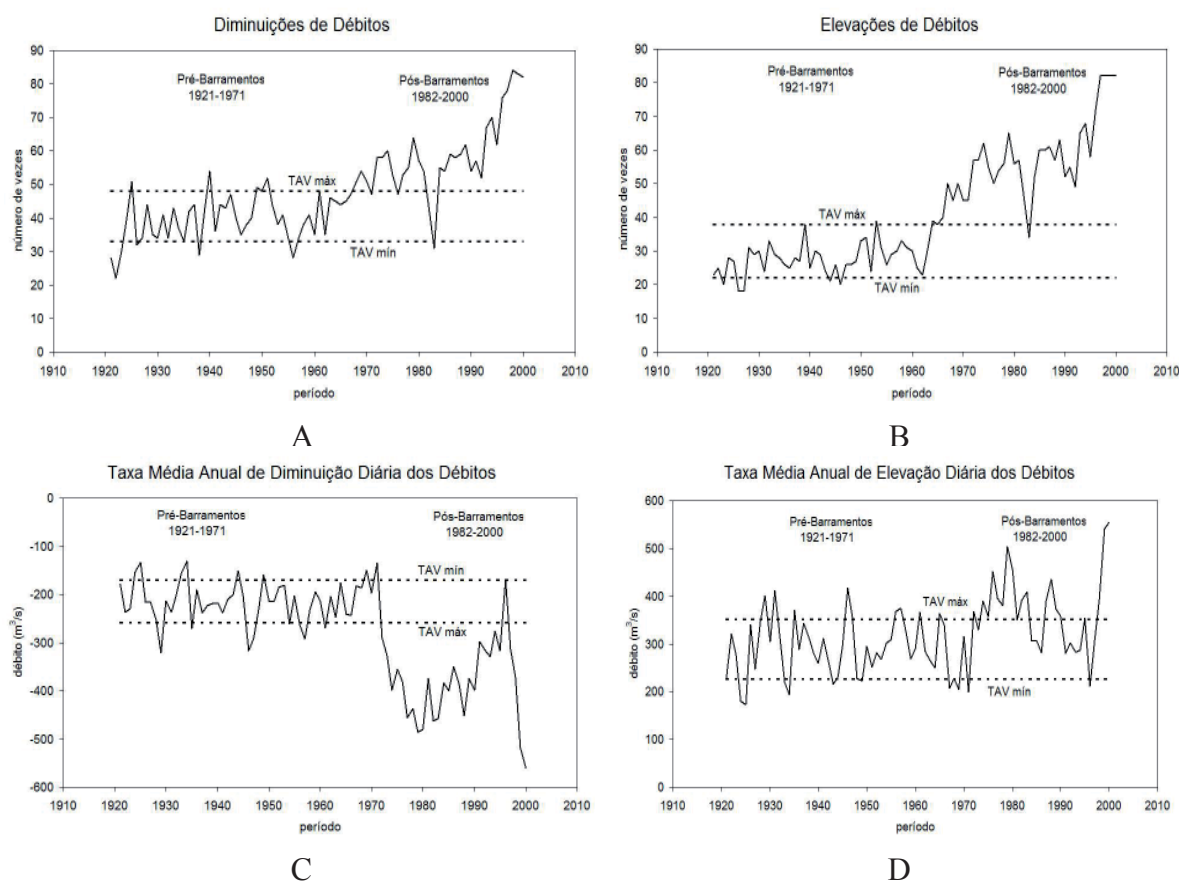 Diminuições de Débitos
90
80
70
60
50
40
30
20
10
0
número de vezes
Pré-Barramentos
1921-1971
Pós-Barramentos
1982-2000
TAV máx
TAV mín
1910 1920 1930 1940 1950 1960 1970 1980 1990 2000 2010
período
A
Elevações de Débitos
90
80
70
60
50
40
30
20
10
0
número de vezes
Pré-Barramentos
1921-1971
Pós-Barramentos
1982-2000
TAV máx
TAV mín
1910 1920 1930 1940 1950 1960 1970 1980 1990 2000 2010
período
B
Taxa Média Anual de Diminuição Diária dos Débitos
0
-100
-200
-300
-400
-500
-600
débito (m³/s)
Pré-Barramentos
1921-1971
Pós-Barramentos
1982-2000
TAV mín
TAV máx
1910 1920 1930 1940 1950 1960 1970 1980 1990 2000 2010
período
C
Taxa Média Anual de Elevação Diária dos Débitos
600
500
400
300
200
100
0
débito (m³/s)
Pré-Barramentos
1921-1971
Pós-Barramentos
1982-2000
TAV máx
TAV mín
1910 1920 1930 1940 1950 1960 1970 1980 1990 2000 2010
período
D